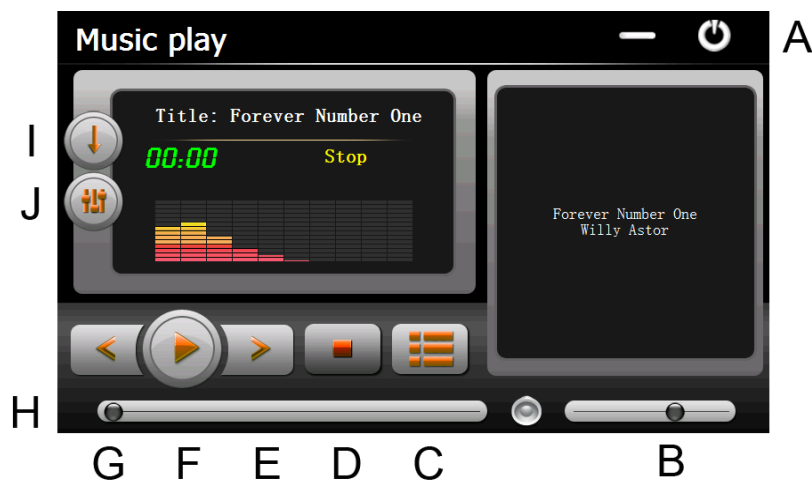 Music play
A
Title: Forever Number One
I
00:00 Stop
J
Forever Number One
Willy Astor
H
G F E D C B